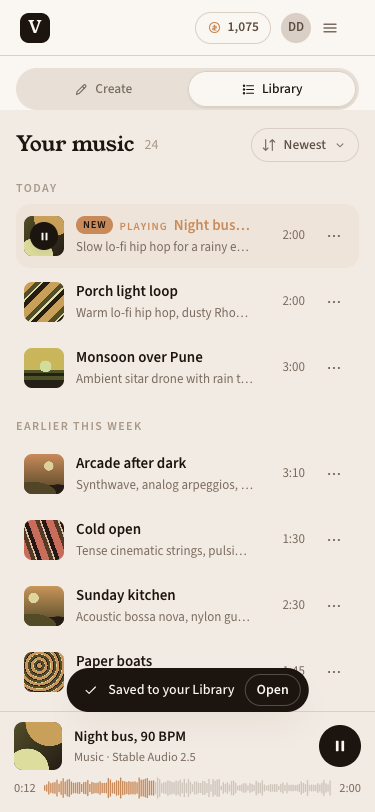 V
1,075
DD
Create
Library
Your music 24
Newest
TODAY
NEW PLAYING Night bus…
Slow lo-fi hip hop for a rainy e…
2:00
Porch light loop
Warm lo-fi hip hop, dusty Rho…
2:00
Monsoon over Pune
Ambient sitar drone with rain t…
3:00
EARLIER THIS WEEK
Arcade after dark
Synthwave, analog arpeggios, …
3:10
Cold open
Tense cinematic strings, pulsi…
1:30
Sunday kitchen
Acoustic bossa nova, nylon gu…
2:30
Paper boats
Saved to your Library
Open
Night bus, 90 BPM
Music · Stable Audio 2.5
0:12
2:00